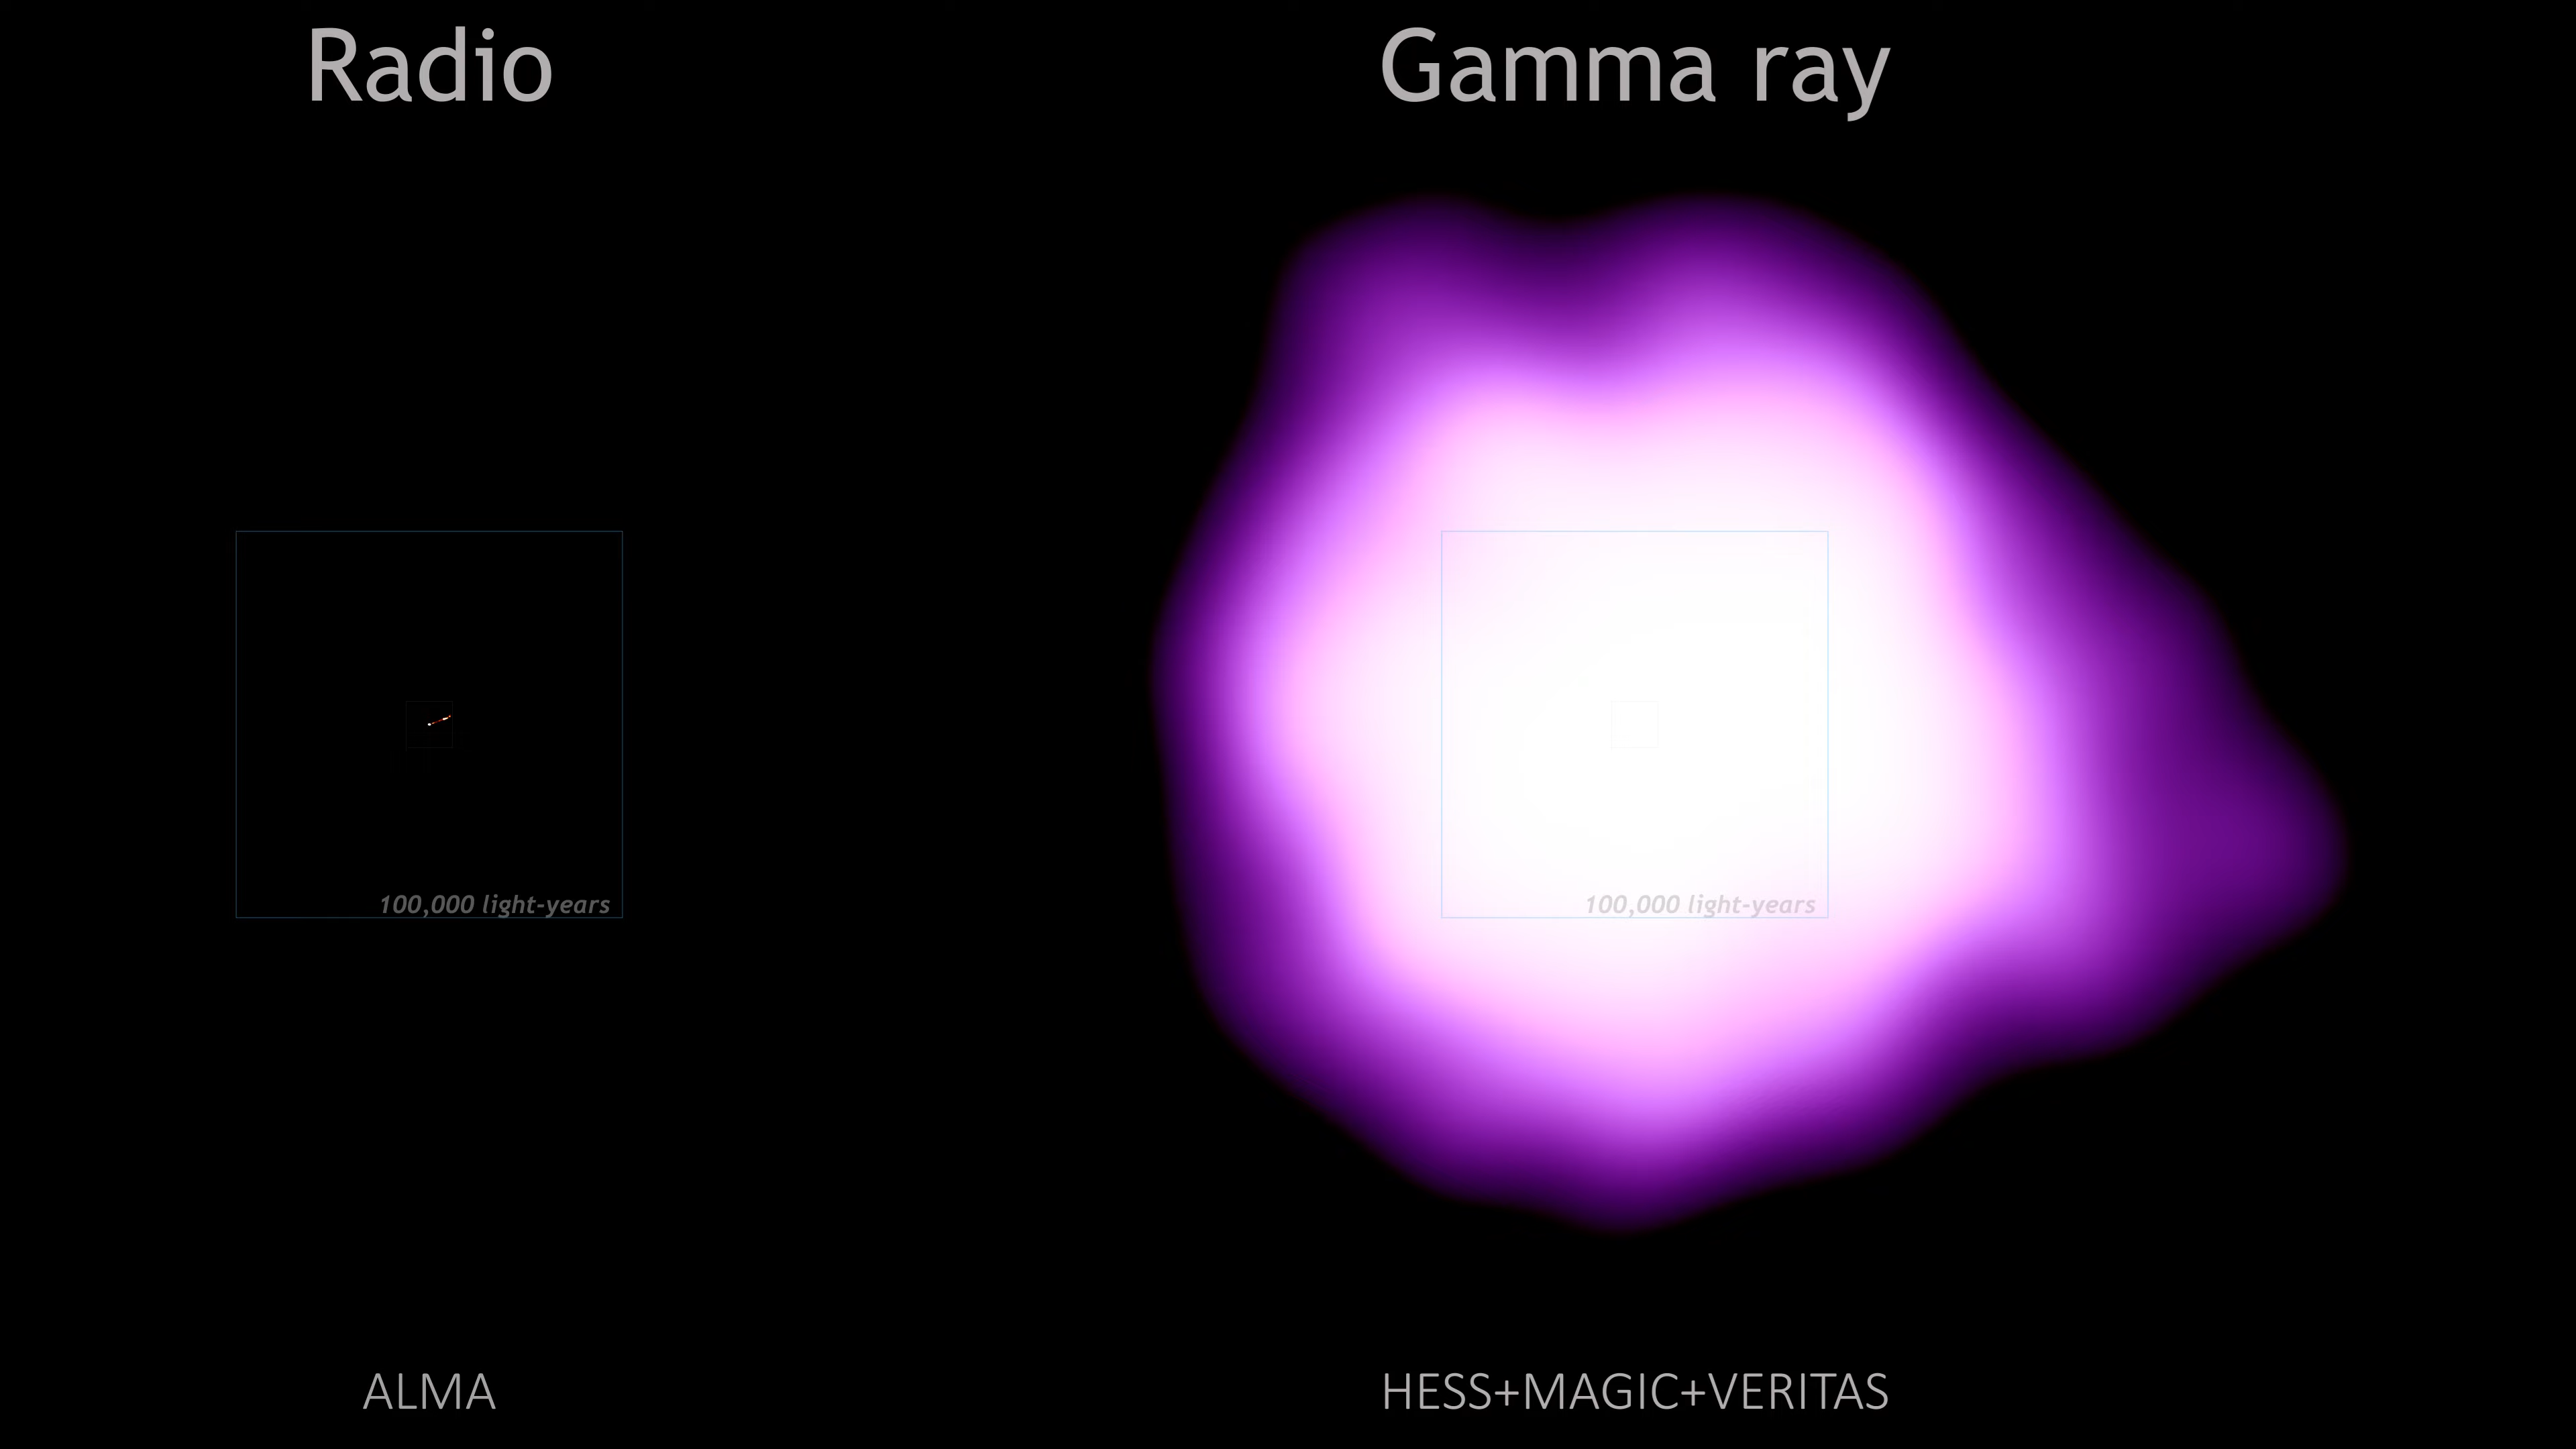 Radio
Gamma ray
100,000 light-years
100,000 light-years
ALMA
HESS+MAGIC+VERITAS